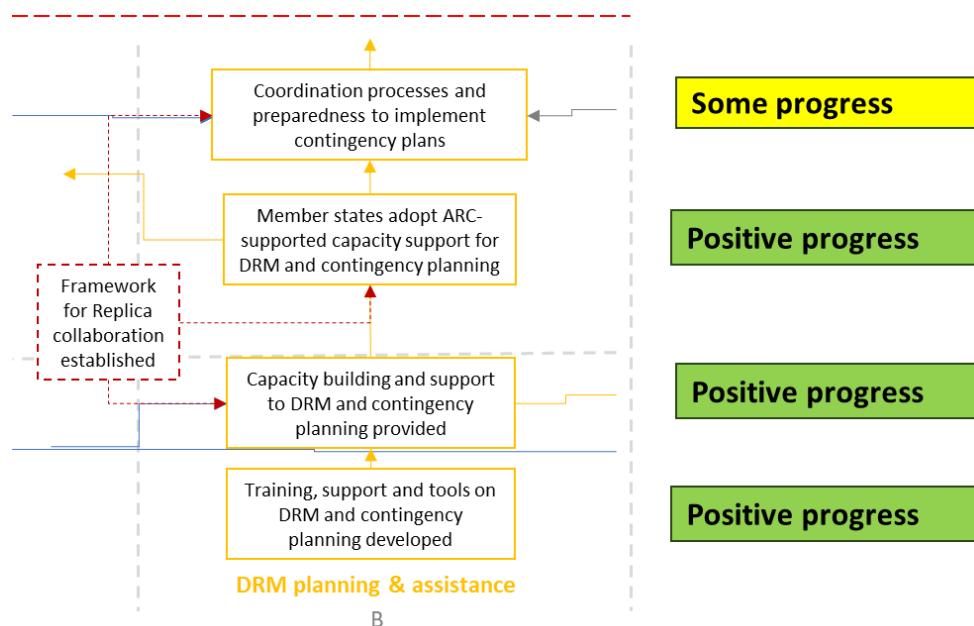 Coordination processes and
preparedness to implement
contingency plans
Some progress
Member states adopt ARC-
supported capacity support for
DRM and contingency planning
Positive progress
Framework
for Replica
collaboration
established
Capacity building and support
to DRM and contingency
planning provided
Positive progress
Training, support and tools on
DRM and contingency
planning developed
Positive progress
DRM planning & assistance
B